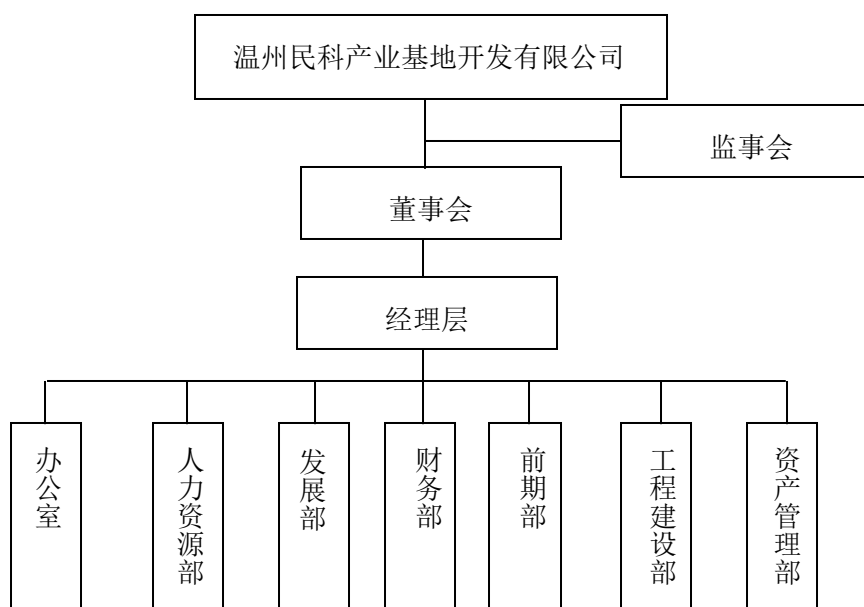 温州民科产业基地开发有限公司
监事会
董事会
经理层
办公室
人力资源部
发展部
财务部
前期部
工程建设部
资产管理部